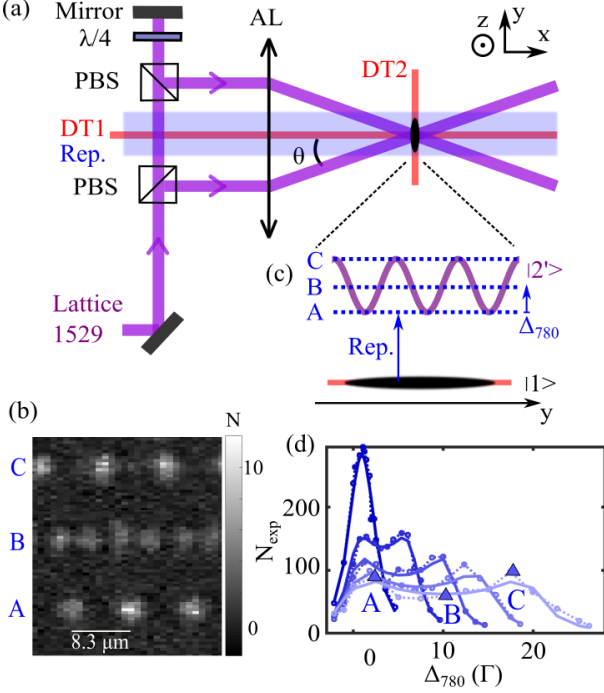 (a)
Mirror
λ/4
PBS
DT1
Rep.
PBS
Lattice
1529
AL
θ
DT2
z
y
x
(c)
C
B
A
|2'>
Δ780
Rep.
|1>
y
(b)
C
B
A
8.3 μm
N
10
0
(d)
Nexp
200
100
0
A
B
C
0
10
20
Δ780 (Γ)